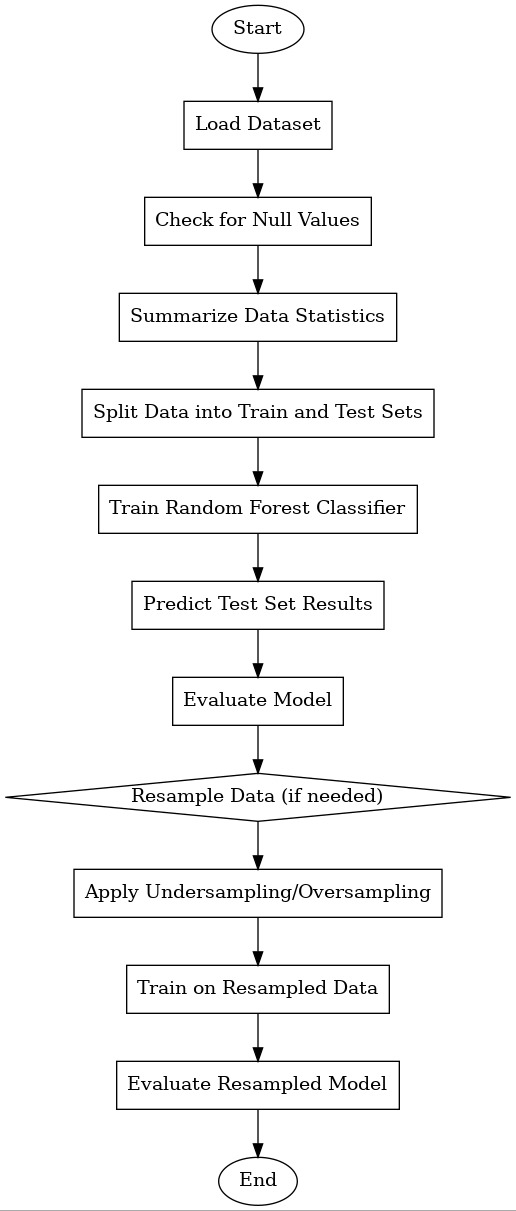 Start
Load Dataset
Check for Null Values
Summarize Data Statistics
Split Data into Train and Test Sets
Train Random Forest Classifier
Predict Test Set Results
Evaluate Model
Resample Data (if needed)
Apply Undersampling/Oversampling
Train on Resampled Data
Evaluate Resampled Model
End